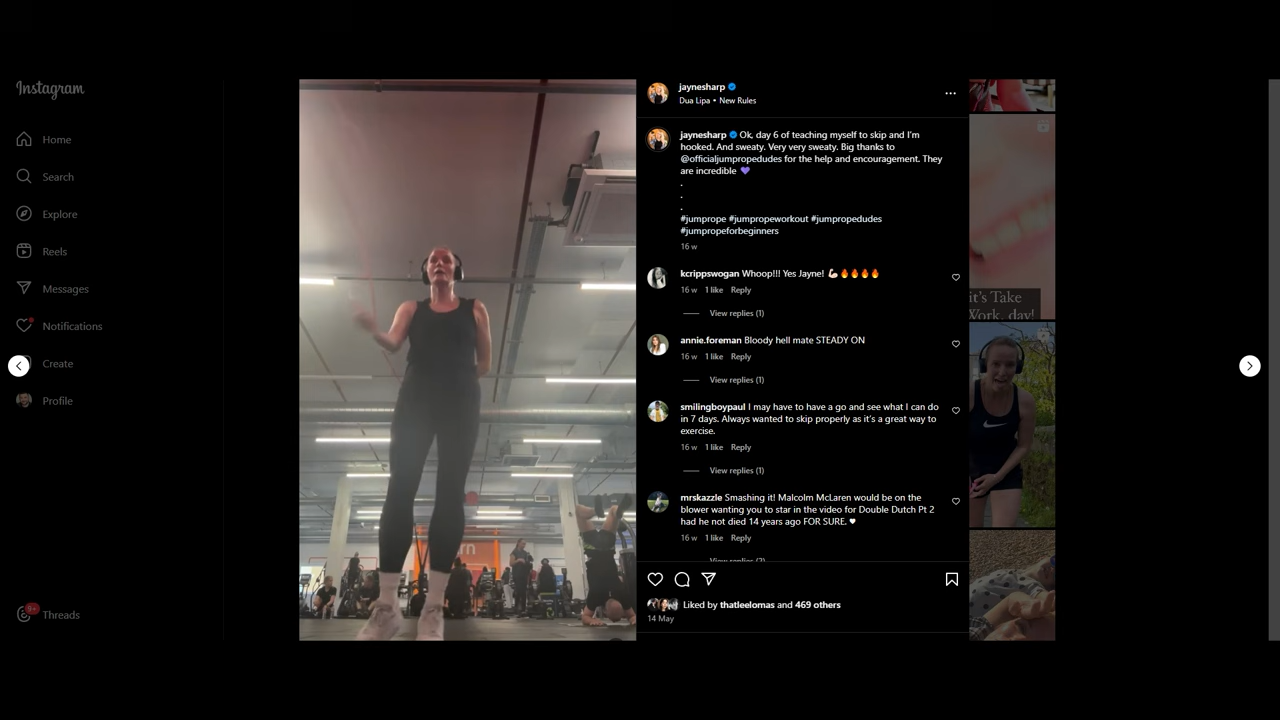 Instagram
Home
Search
Explore
Reels
Messages
Notifications
Create
Profile
9+
Threads
jaynesharp
Dua Lipa • New Rules
jaynesharp Ok, day 6 of teaching myself to skip and I'm
hooked. And sweaty. Very very sweaty. Big thanks to
@officialjumpropedudes for the help and encouragement. They
are incredible 💜
.
.
.
#jumprope #jumpropeworkout #jumpropedudes
#jumpropeforbeginners
16 w
kcrippswogan Whoop!!! Yes Jayne! 💪🏻🔥🔥🔥🔥
16 w 1 like Reply
View replies (1)
annie.foreman Bloody hell mate STEADY ON
16 w 1 like Reply
View replies (1)
smilingboypaul I may have to have a go and see what I can do
in 7 days. Always wanted to skip properly as it's a great way to
exercise.
16 w 1 like Reply
View replies (1)
mrskazzle Smashing it! Malcolm McLaren would be on the
blower wanting you to star in the video for Double Dutch Pt 2
had he not died 14 years ago FOR SURE. ♥
16 w 1 like Reply
View replies (2)
Liked by thatleelomas and 469 others
14 May
it's Take
Work, day!